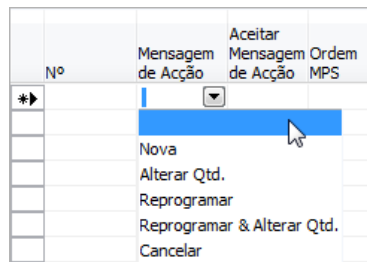 Aceitar
Mensagem Mensagem Ordem
Nº de Acção de Acção MPS
Nova
Alterar Qtd.
Reprogramar
Reprogramar & Alterar Qtd.
Cancelar